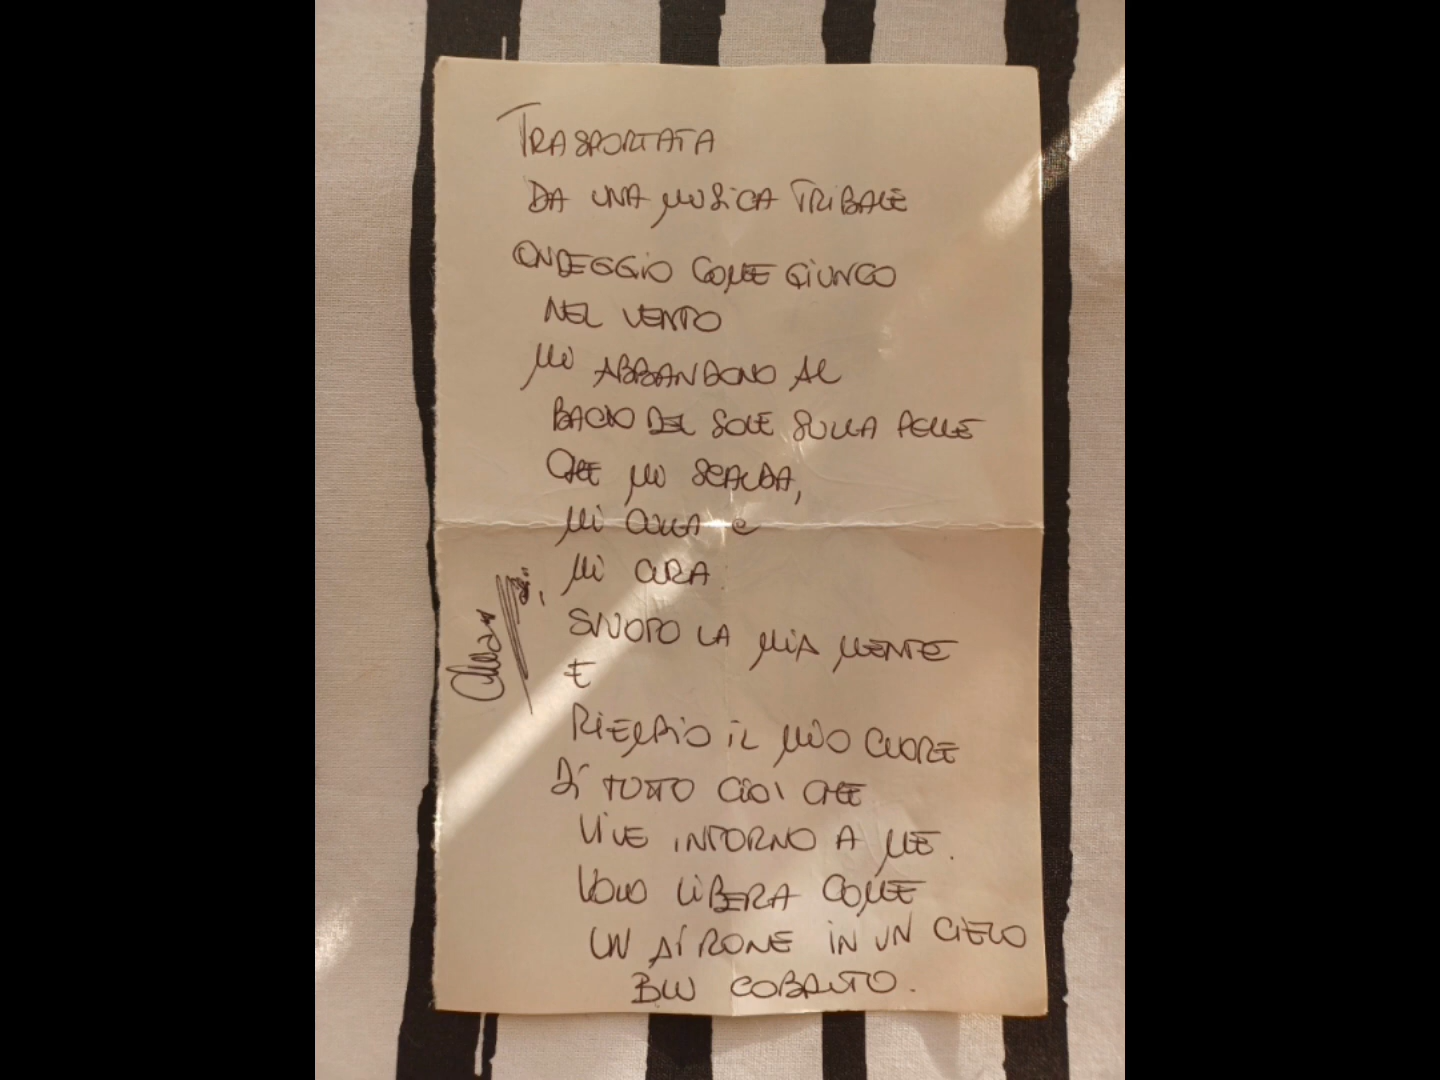 TRASPORTATA
DA UNA MUSICA TRIBALE
ONDEGGIO COME GIUNCO
NEL VENTO
MI ABBANDONO AL
BACIO DEL SOLE SULLA PELLE
CHE MI SCALDA,
MI CULLA E
MI CURA
SVUOTO LA MIA MENTE
E
RIEMPIO IL MIO CUORE
DI TUTTO CIO' CHE
VIVE INTORNO A ME.
VOLO LIBERA COME
UN AIRONE IN UN CIELO
BLU COBALTO.